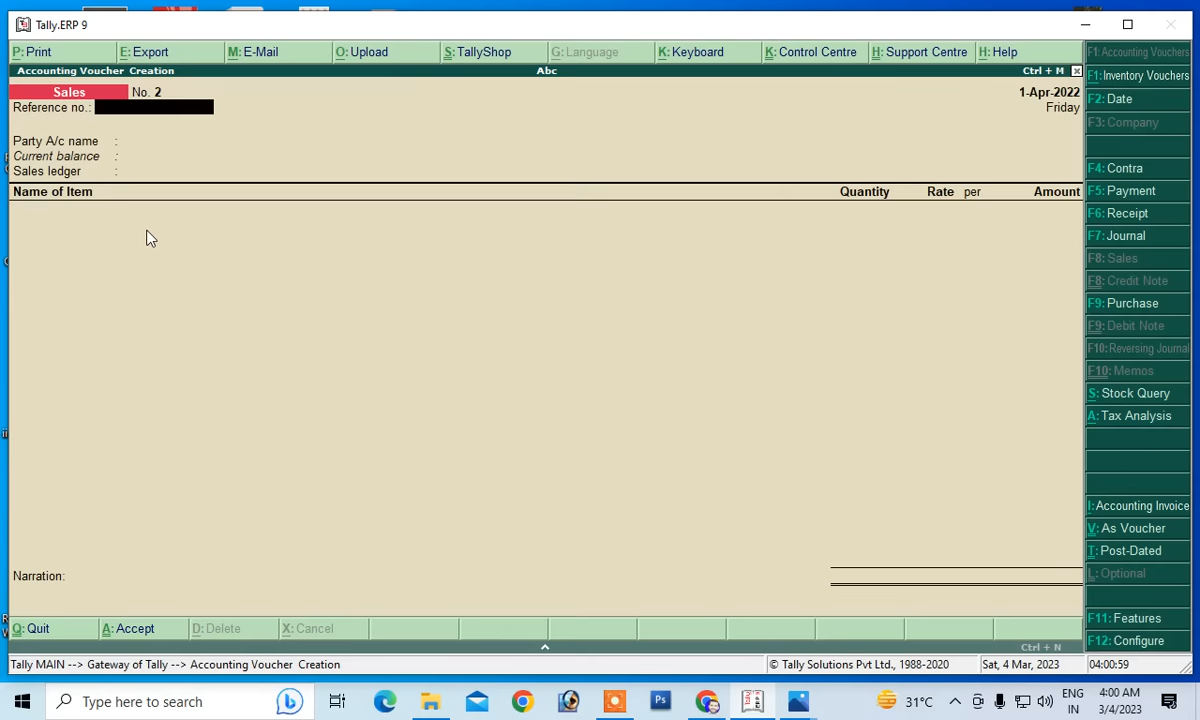 Tally.ERP 9
P: Print E: Export M: E-Mail O: Upload S: TallyShop G: Language K: Keyboard K: Control Centre H: Support Centre H: Help
Accounting Voucher Creation Abc Ctrl + M
Sales No. 2 1-Apr-2022
Reference no.: Friday
Party A/c name :
Current balance :
Sales ledger :
Name of Item Quantity Rate per Amount
Narration:
F1: Accounting Vouchers
F1: Inventory Vouchers
F2: Date
F3: Company
F4: Contra
F5: Payment
F6: Receipt
F7: Journal
F8: Sales
F8: Credit Note
F9: Purchase
F9: Debit Note
F10: Reversing Journal
F10: Memos
S: Stock Query
A: Tax Analysis
I: Accounting Invoice
V: As Voucher
T: Post-Dated
L: Optional
F11: Features
F12: Configure
Q: Quit A: Accept D: Delete X: Cancel
Ctrl + N
Tally MAIN --> Gateway of Tally --> Accounting Voucher Creation © Tally Solutions Pvt Ltd., 1988-2020 Sat, 4 Mar, 2023 04:00:59
Type here to search Ps 31°C ENG 4:00 AM
IN 3/4/2023